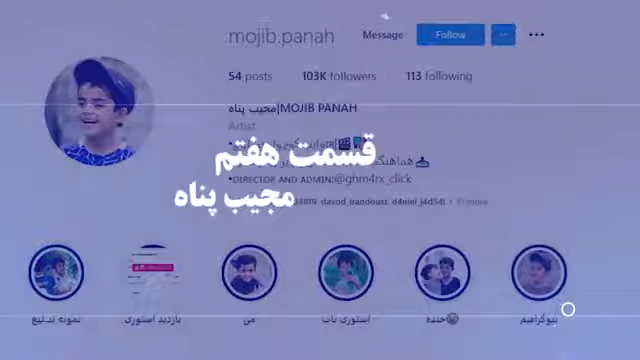 mojib.panah Message Follow
54 posts 103K followers 113 following
مجیب پناه|MOJIB PANAH
Artist
قسمت هفتم
•DIRECTOR AND ADMIN:@ghm4rx_click
مجیب پناه
نمونه تبلیغ بازدید استوری من استوری ناب خنده😂 بیوگرافیم